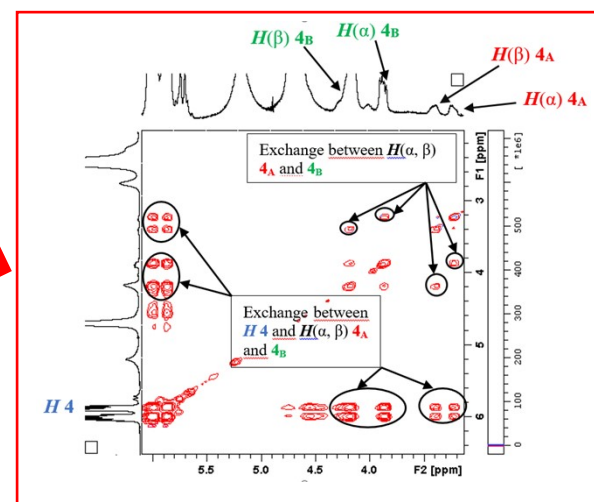 H(β) 4B
H(α) 4B
H(β) 4A
H(α) 4A
Exchange between H(α, β)
4A and 4B
F1 [ppm]
[ *1e6]
3
4
5
6
500
400
300
200
100
0
Exchange between
H 4 and H(α, β) 4A
and 4B
H 4
5.5
5.0
4.5
4.0
F2 [ppm]